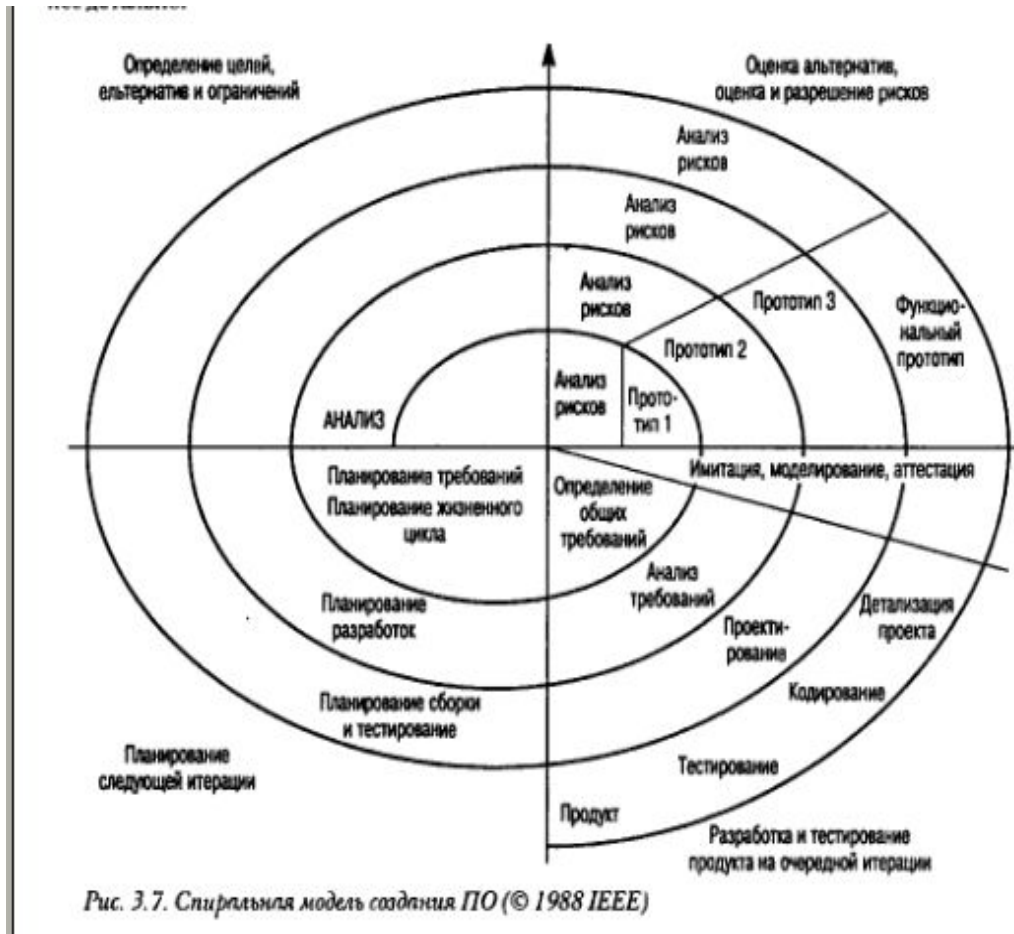 Определение целей,
ельтернатив и ограничений
Оценка альтернатив,
оценка и разрешение рисков
Анализ
рисков
Анализ
рисков
Анализ
рисков
Прототип 3
Функцио-
нальный
прототип
Прототип 2
Анализ
рисков
Прото-
тип 1
АНАЛИЗ
Имитация, моделирование, аттестация
Планирование требований
Планирование жизненного
цикла
Определение
общих
требований
Анализ
требований
Планирование
разработок
Детализация
проекта
Проекти-
рование
Кодирование
Планирование сборки
и тестирование
Тестирование
Планирование
следующей итерации
Продукт
Разработка и тестирование
продукта на очередной итерации
Рис. 3.7. Спиральная модель создания ПО (© 1988 IEEE)